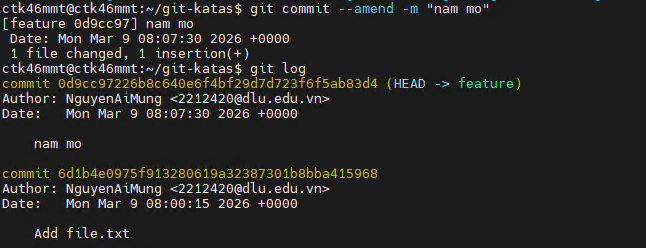 ctk46mmt@ctk46mmt:~/git-katas$ git commit --amend -m "nam mo"
[feature 0d9cc97] nam mo
 Date: Mon Mar 9 08:07:30 2026 +0000
 1 file changed, 1 insertion(+)
ctk46mmt@ctk46mmt:~/git-katas$ git log
commit 0d9cc97226b8c640e6f4bf29d7d723f6f5ab83d4 (HEAD -> feature)
Author: NguyenAiMung <2212420@dlu.edu.vn>
Date:   Mon Mar 9 08:07:30 2026 +0000

    nam mo

commit 6d1b4e0975f913280619a32387301b8bba415968
Author: NguyenAiMung <2212420@dlu.edu.vn>
Date:   Mon Mar 9 08:00:15 2026 +0000

    Add file.txt